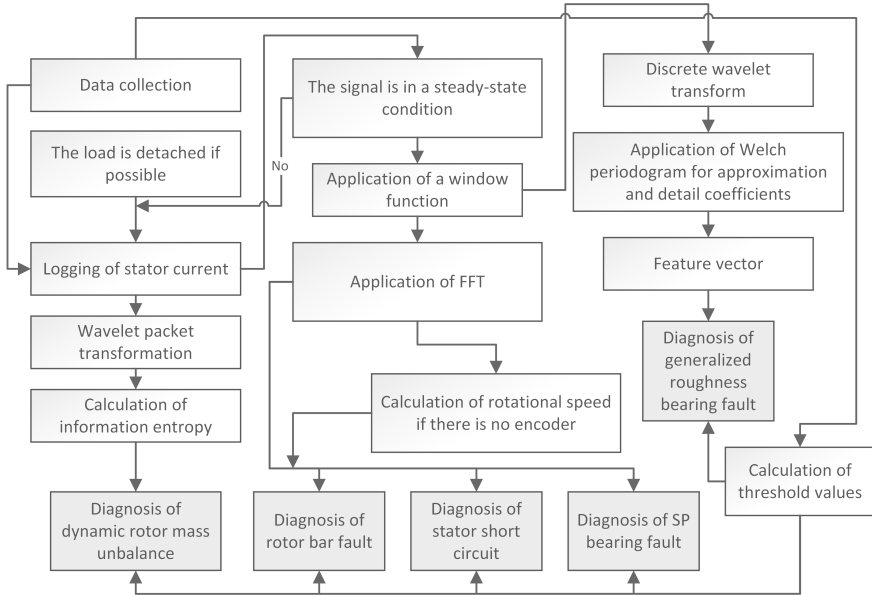 Data collection
The load is detached if
possible
Logging of stator current
Wavelet packet
transformation
Calculation of
information entropy
Diagnosis of
dynamic rotor mass
unbalance
No
The signal is in a steady-state
condition
Application of a window
function
Application of FFT
Calculation of rotational speed
if there is no encoder
Diagnosis of
rotor bar fault
Diagnosis of
stator short
circuit
Diagnosis of SP
bearing fault
Discrete wavelet
transform
Application of Welch
periodogram for approximation
and detail coefficients
Feature vector
Diagnosis of
generalized
roughness
bearing fault
Calculation of
threshold values